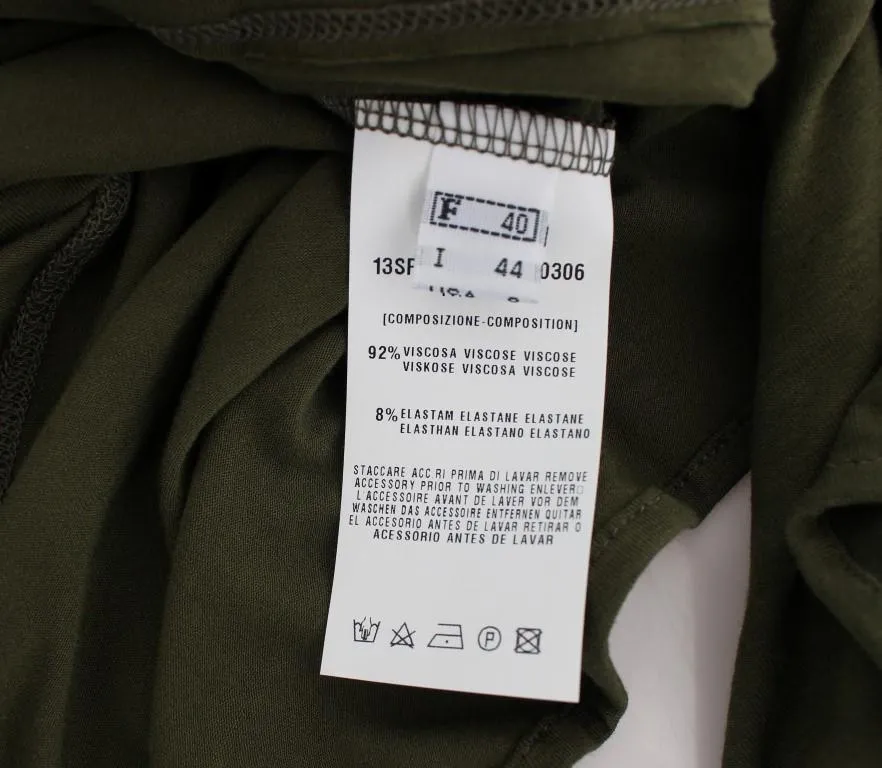 F 40
I 44
13SF 0306
[COMPOSIZIONE-COMPOSITION]
92% VISCOSA VISCOSE VISCOSE
VISKOSE VISCOSA VISCOSE
8% ELASTAM ELASTANE ELASTANE
ELASTHAN ELASTANO ELASTANO
STACCARE ACC RI PRIMA DI LAVAR REMOVE
ACCESSORY PRIOR TO WASHING ENLEVER
L'ACCESSOIRE AVANT DE LAVER VOR DEM
WASCHEN DAS ACCESSOIRE ENTFERNEN QUITAR
EL ACCESORIO ANTES DE LAVAR RETIRAR O
ACESSORIO ANTES DE LAVAR
P